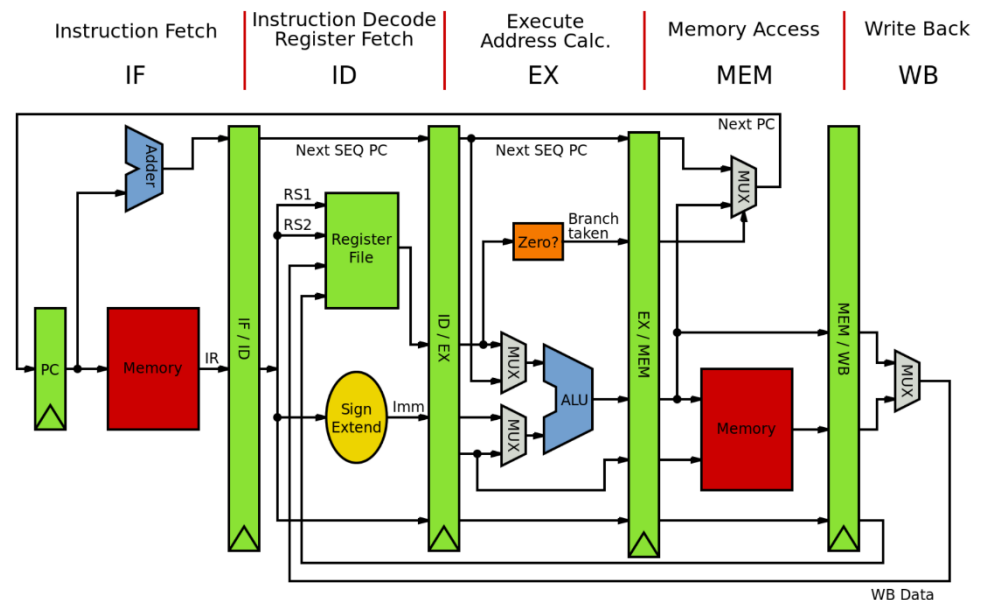 Instruction Fetch
IF
Instruction Decode
Register Fetch
ID
Execute
Address Calc.
EX
Memory Access
MEM
Write Back
WB
Next PC
Adder
Next SEQ PC
Next SEQ PC
MUX
RS1
RS2
Register
File
Branch
taken
Zero?
PC
Memory
IR
IF / ID
Sign
Extend
Imm
ID / EX
MUX
MUX
ALU
EX / MEM
Memory
MEM / WB
MUX
WB Data